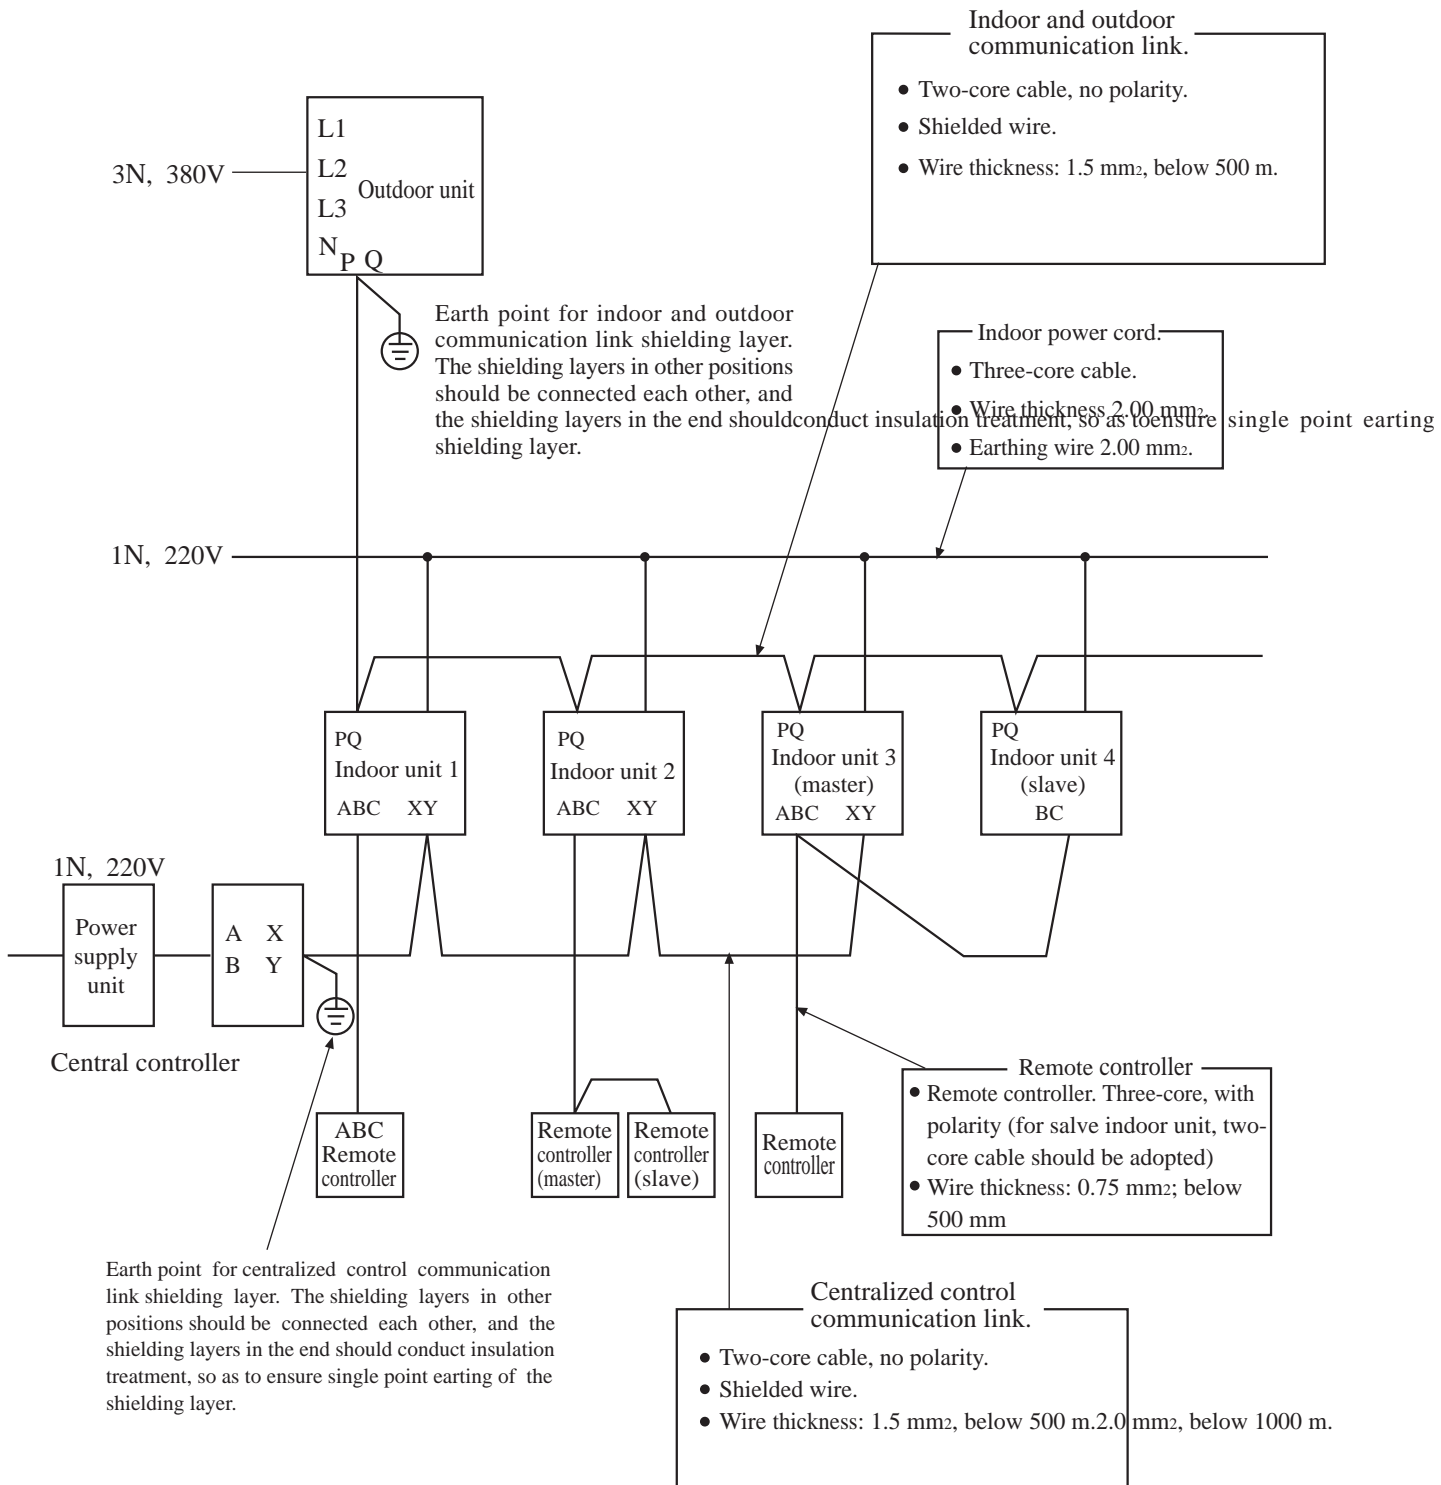 Indoor and outdoor
communication link.
● Two-core cable, no polarity.
● Shielded wire.
● Wire thickness: 1.5 mm2, below 500 m.
L1
3N, 380V
L2
Outdoor unit
L3
N
P Q
Earth point for indoor and outdoor
communication link shielding layer.
The shielding layers in other positions
should be connected each other, and
the shielding layers in the end shouldconduct insulation treatment, so as toensure single point earting
shielding layer.
Indoor power cord.
● Three-core cable.
● Wire thickness 2.00 mm2.
● Earthing wire 2.00 mm2.
1N, 220V
PQ
Indoor unit 1
ABC XY
PQ
Indoor unit 2
ABC XY
PQ
Indoor unit 3
(master)
ABC XY
PQ
Indoor unit 4
(slave)
BC
1N, 220V
Power
supply
unit
A X
B Y
Central controller
ABC
Remote
controller
Remote
controller
(master)
Remote
controller
(slave)
Remote
controller
Remote controller
● Remote controller. Three-core, with
polarity (for salve indoor unit, two-
core cable should be adopted)
● Wire thickness: 0.75 mm2; below
500 mm
Earth point for centralized control communication
link shielding layer. The shielding layers in other
positions should be connected each other, and the
shielding layers in the end should conduct insulation
treatment, so as to ensure single point earting of the
shielding layer.
Centralized control
communication link.
● Two-core cable, no polarity.
● Shielded wire.
● Wire thickness: 1.5 mm2, below 500 m.2.0 mm2, below 1000 m.